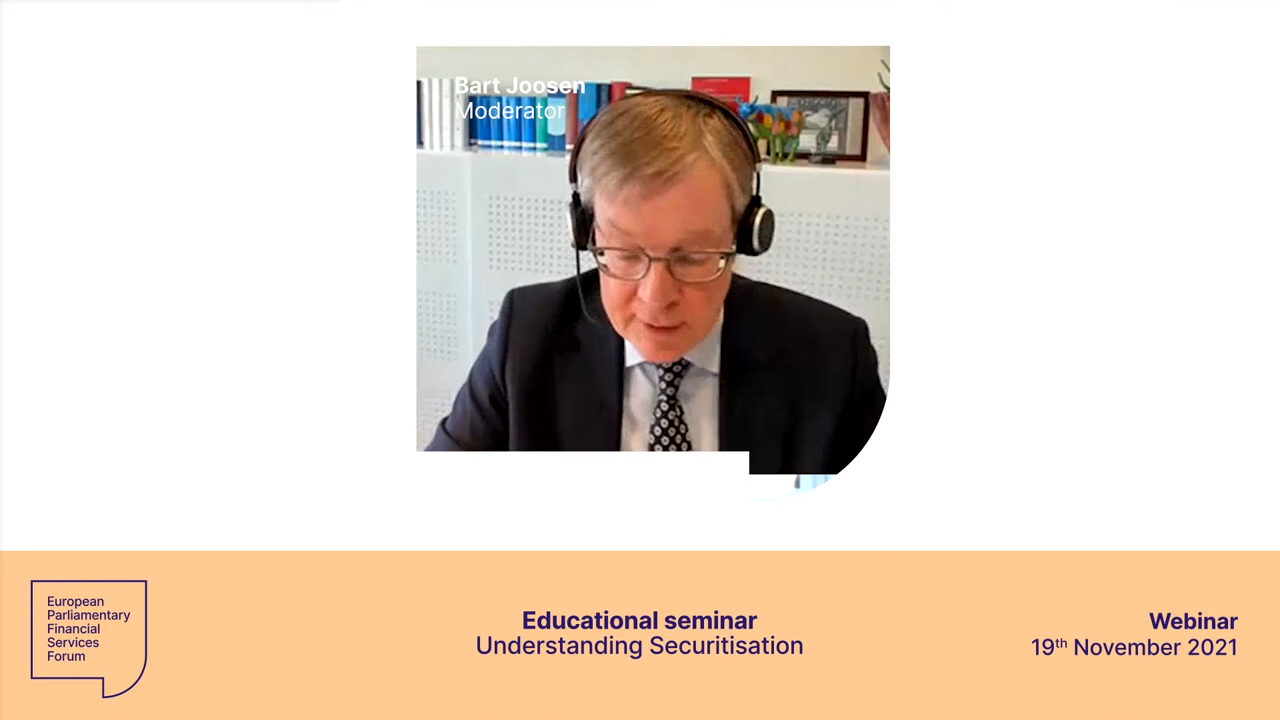 Bart Joosen
Moderator
European
Parliamentary
Financial
Services
Forum
Educational seminar
Understanding Securitisation
Webinar
19th November 2021